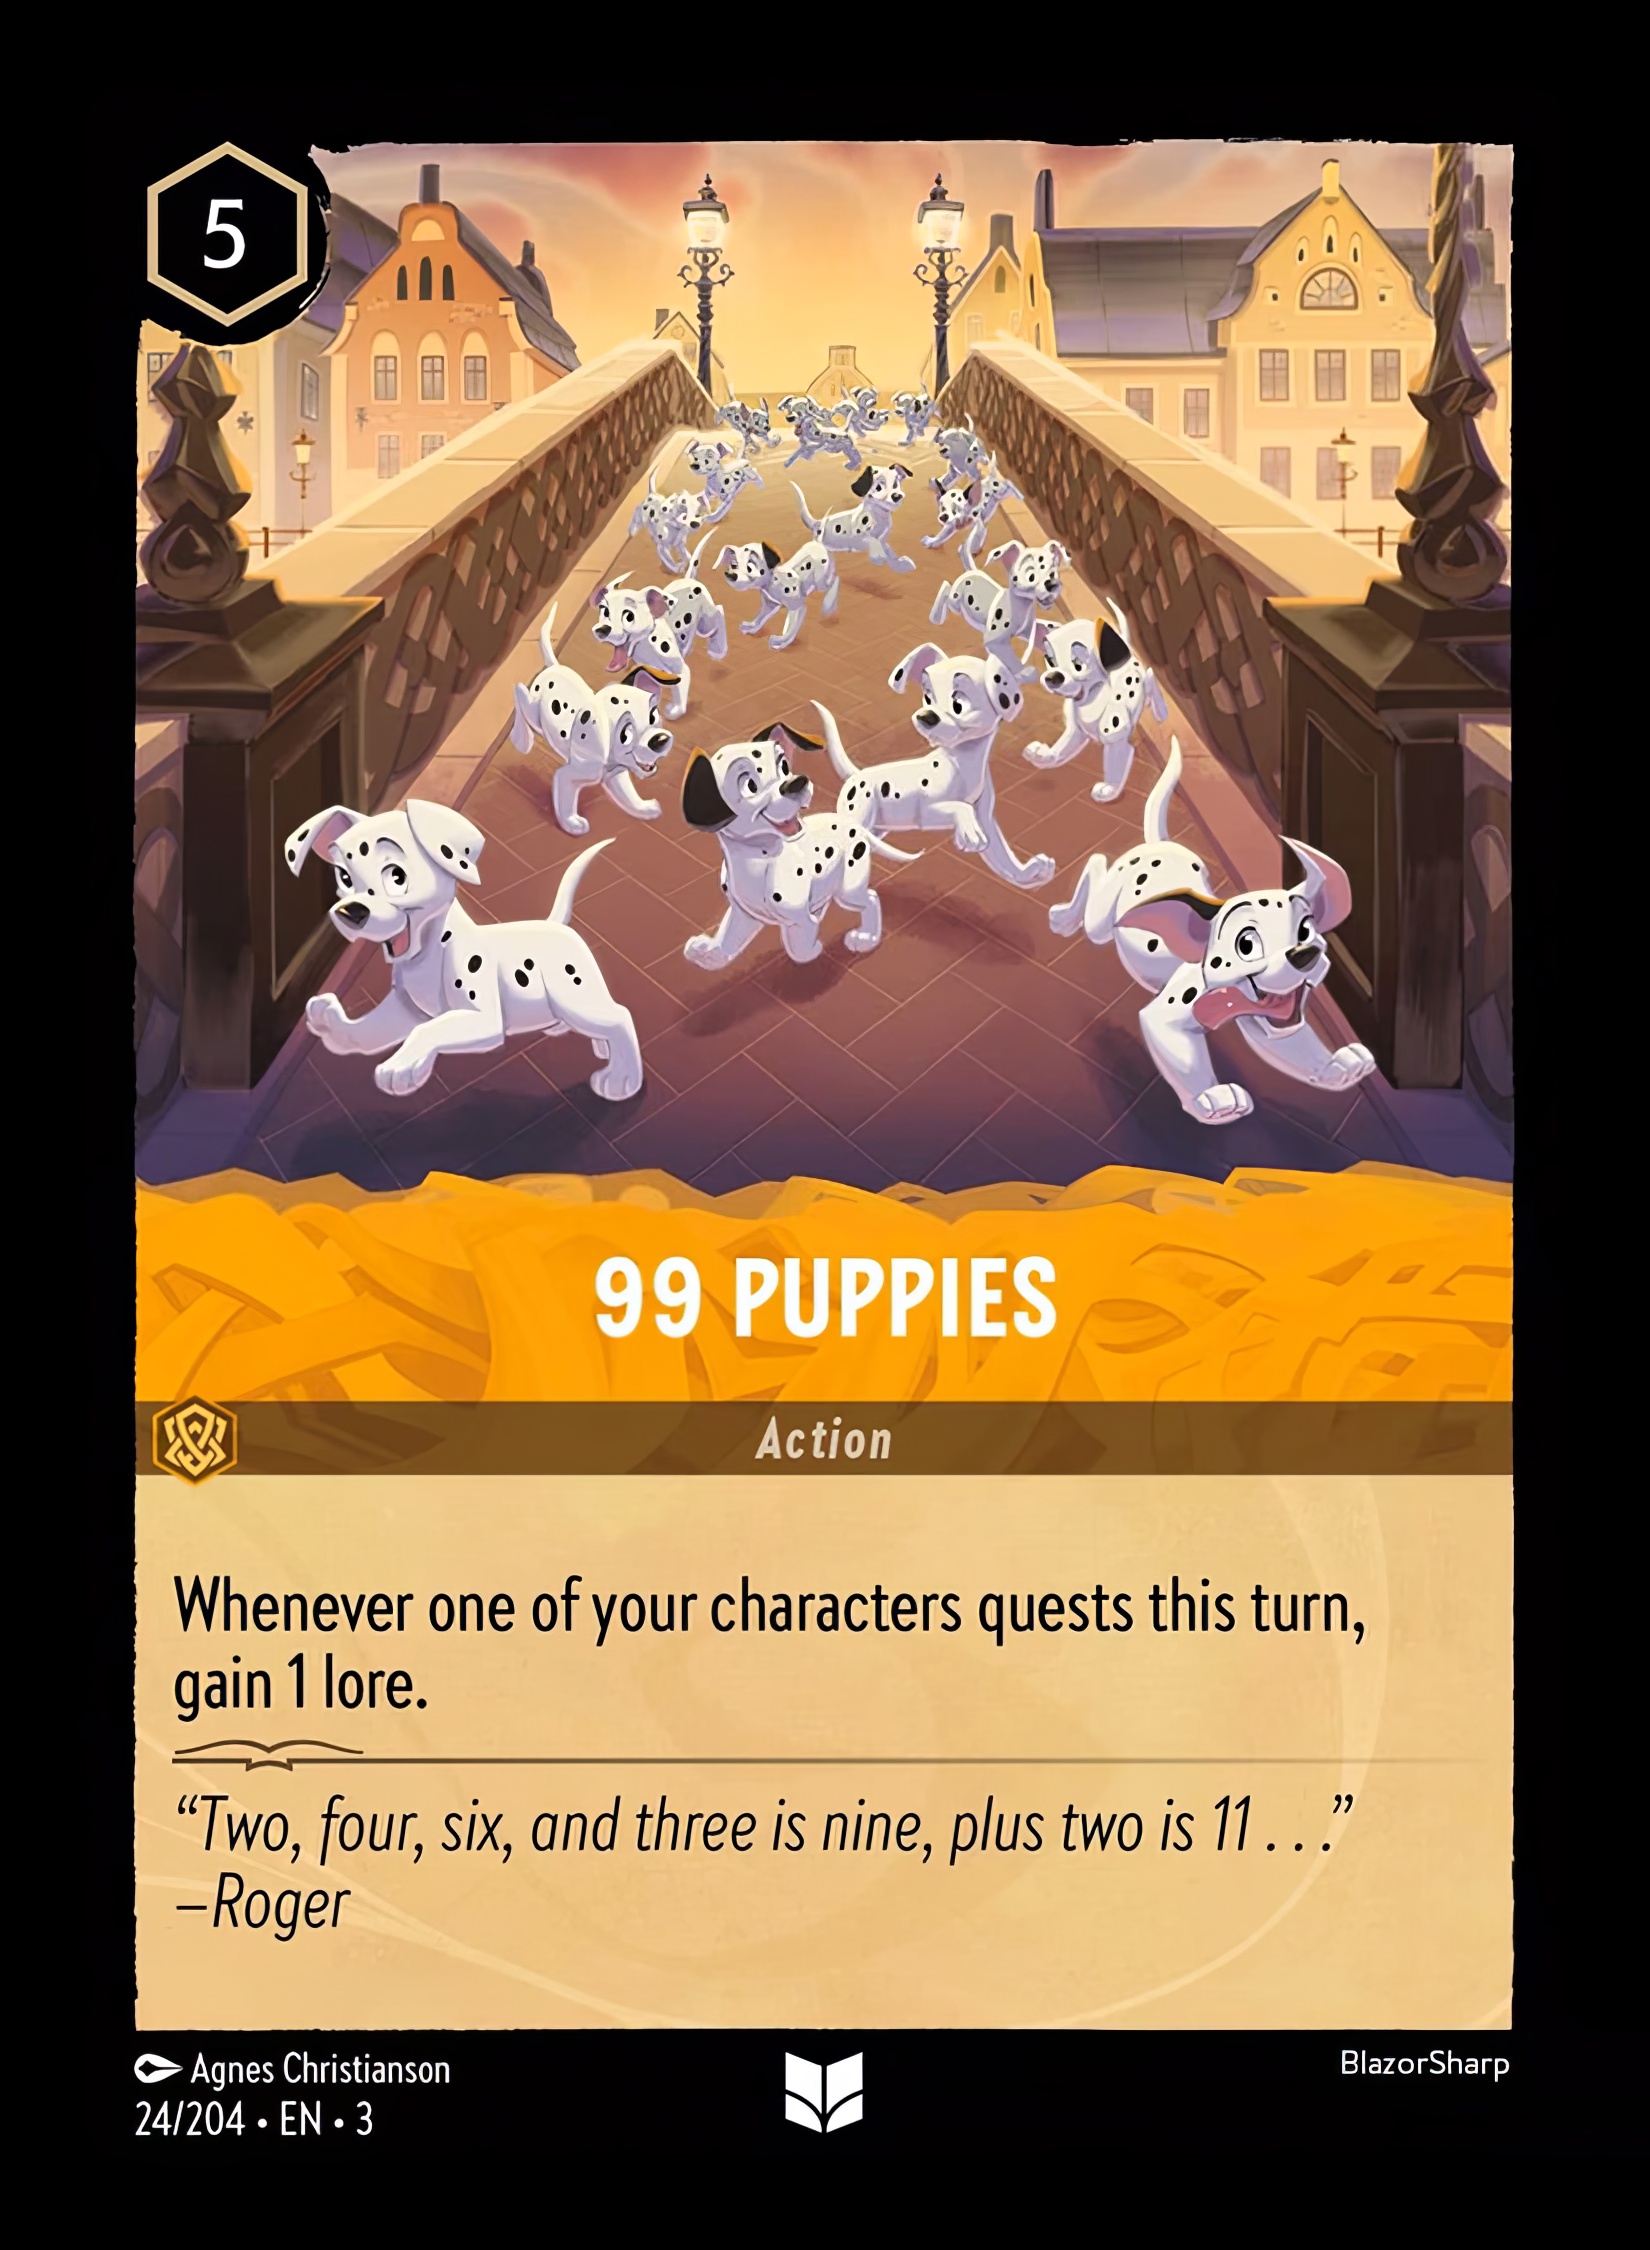 5
99 PUPPIES
Action
Whenever one of your characters quests this turn,
gain 1 lore.
“Two, four, six, and three is nine, plus two is 11 . . .”
–Roger
Agnes Christianson
BlazorSharp
24/204 • EN • 3